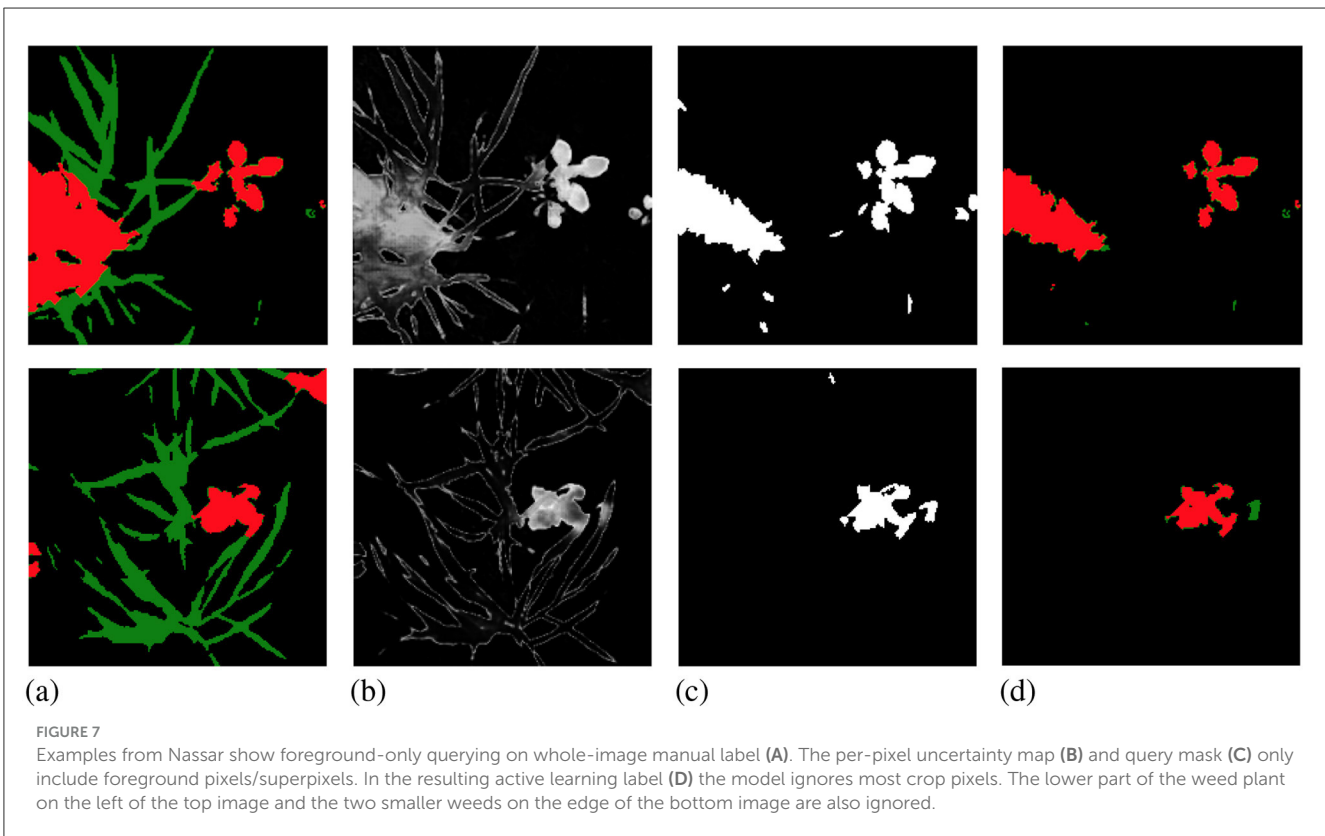 (a) (b) (c) (d)
FIGURE 7
Examples from Nassar show foreground-only querying on whole-image manual label (A). The per-pixel uncertainty map (B) and query mask (C) only
include foreground pixels/superpixels. In the resulting active learning label (D) the model ignores most crop pixels. The lower part of the weed plant
on the left of the top image and the two smaller weeds on the edge of the bottom image are also ignored.